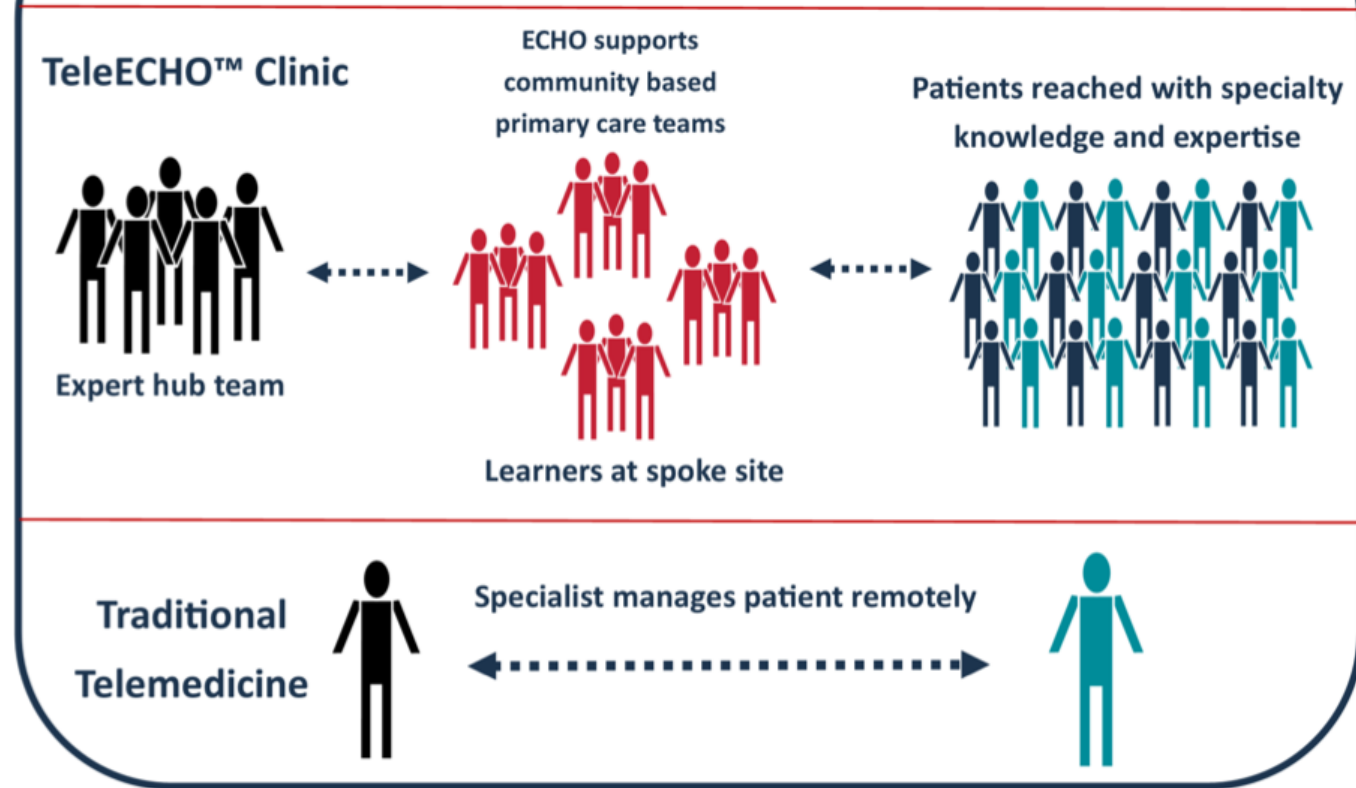 TeleECHO™ Clinic
ECHO supports
community based
primary care teams
Patients reached with specialty
knowledge and expertise
Expert hub team
Learners at spoke site
Traditional
Telemedicine
Specialist manages patient remotely